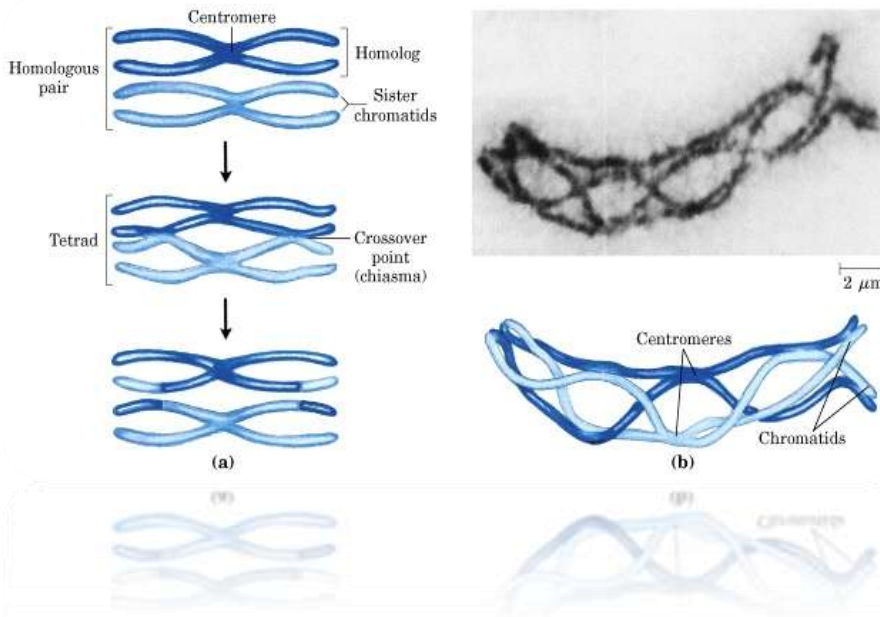 Centromere
Homologous
pair
Homolog
Sister
chromatids
Tetrad
Crossover
point
(chiasma)
(a)
2 μm
Centromeres
Chromatids
(b)